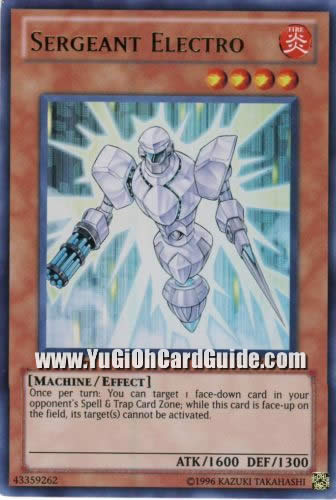 SERGEANT ELECTRO
FIRE
炎
www.YuGiOhCardGuide.com
[MACHINE/EFFECT]
Once per turn: You can target 1 face-down card in your
opponent's Spell & Trap Card Zone; while this card is face-up on
the field, its target(s) cannot be activated.
ATK/1600 DEF/1300
43359262
©1996 KAZUKI TAKAHASHI